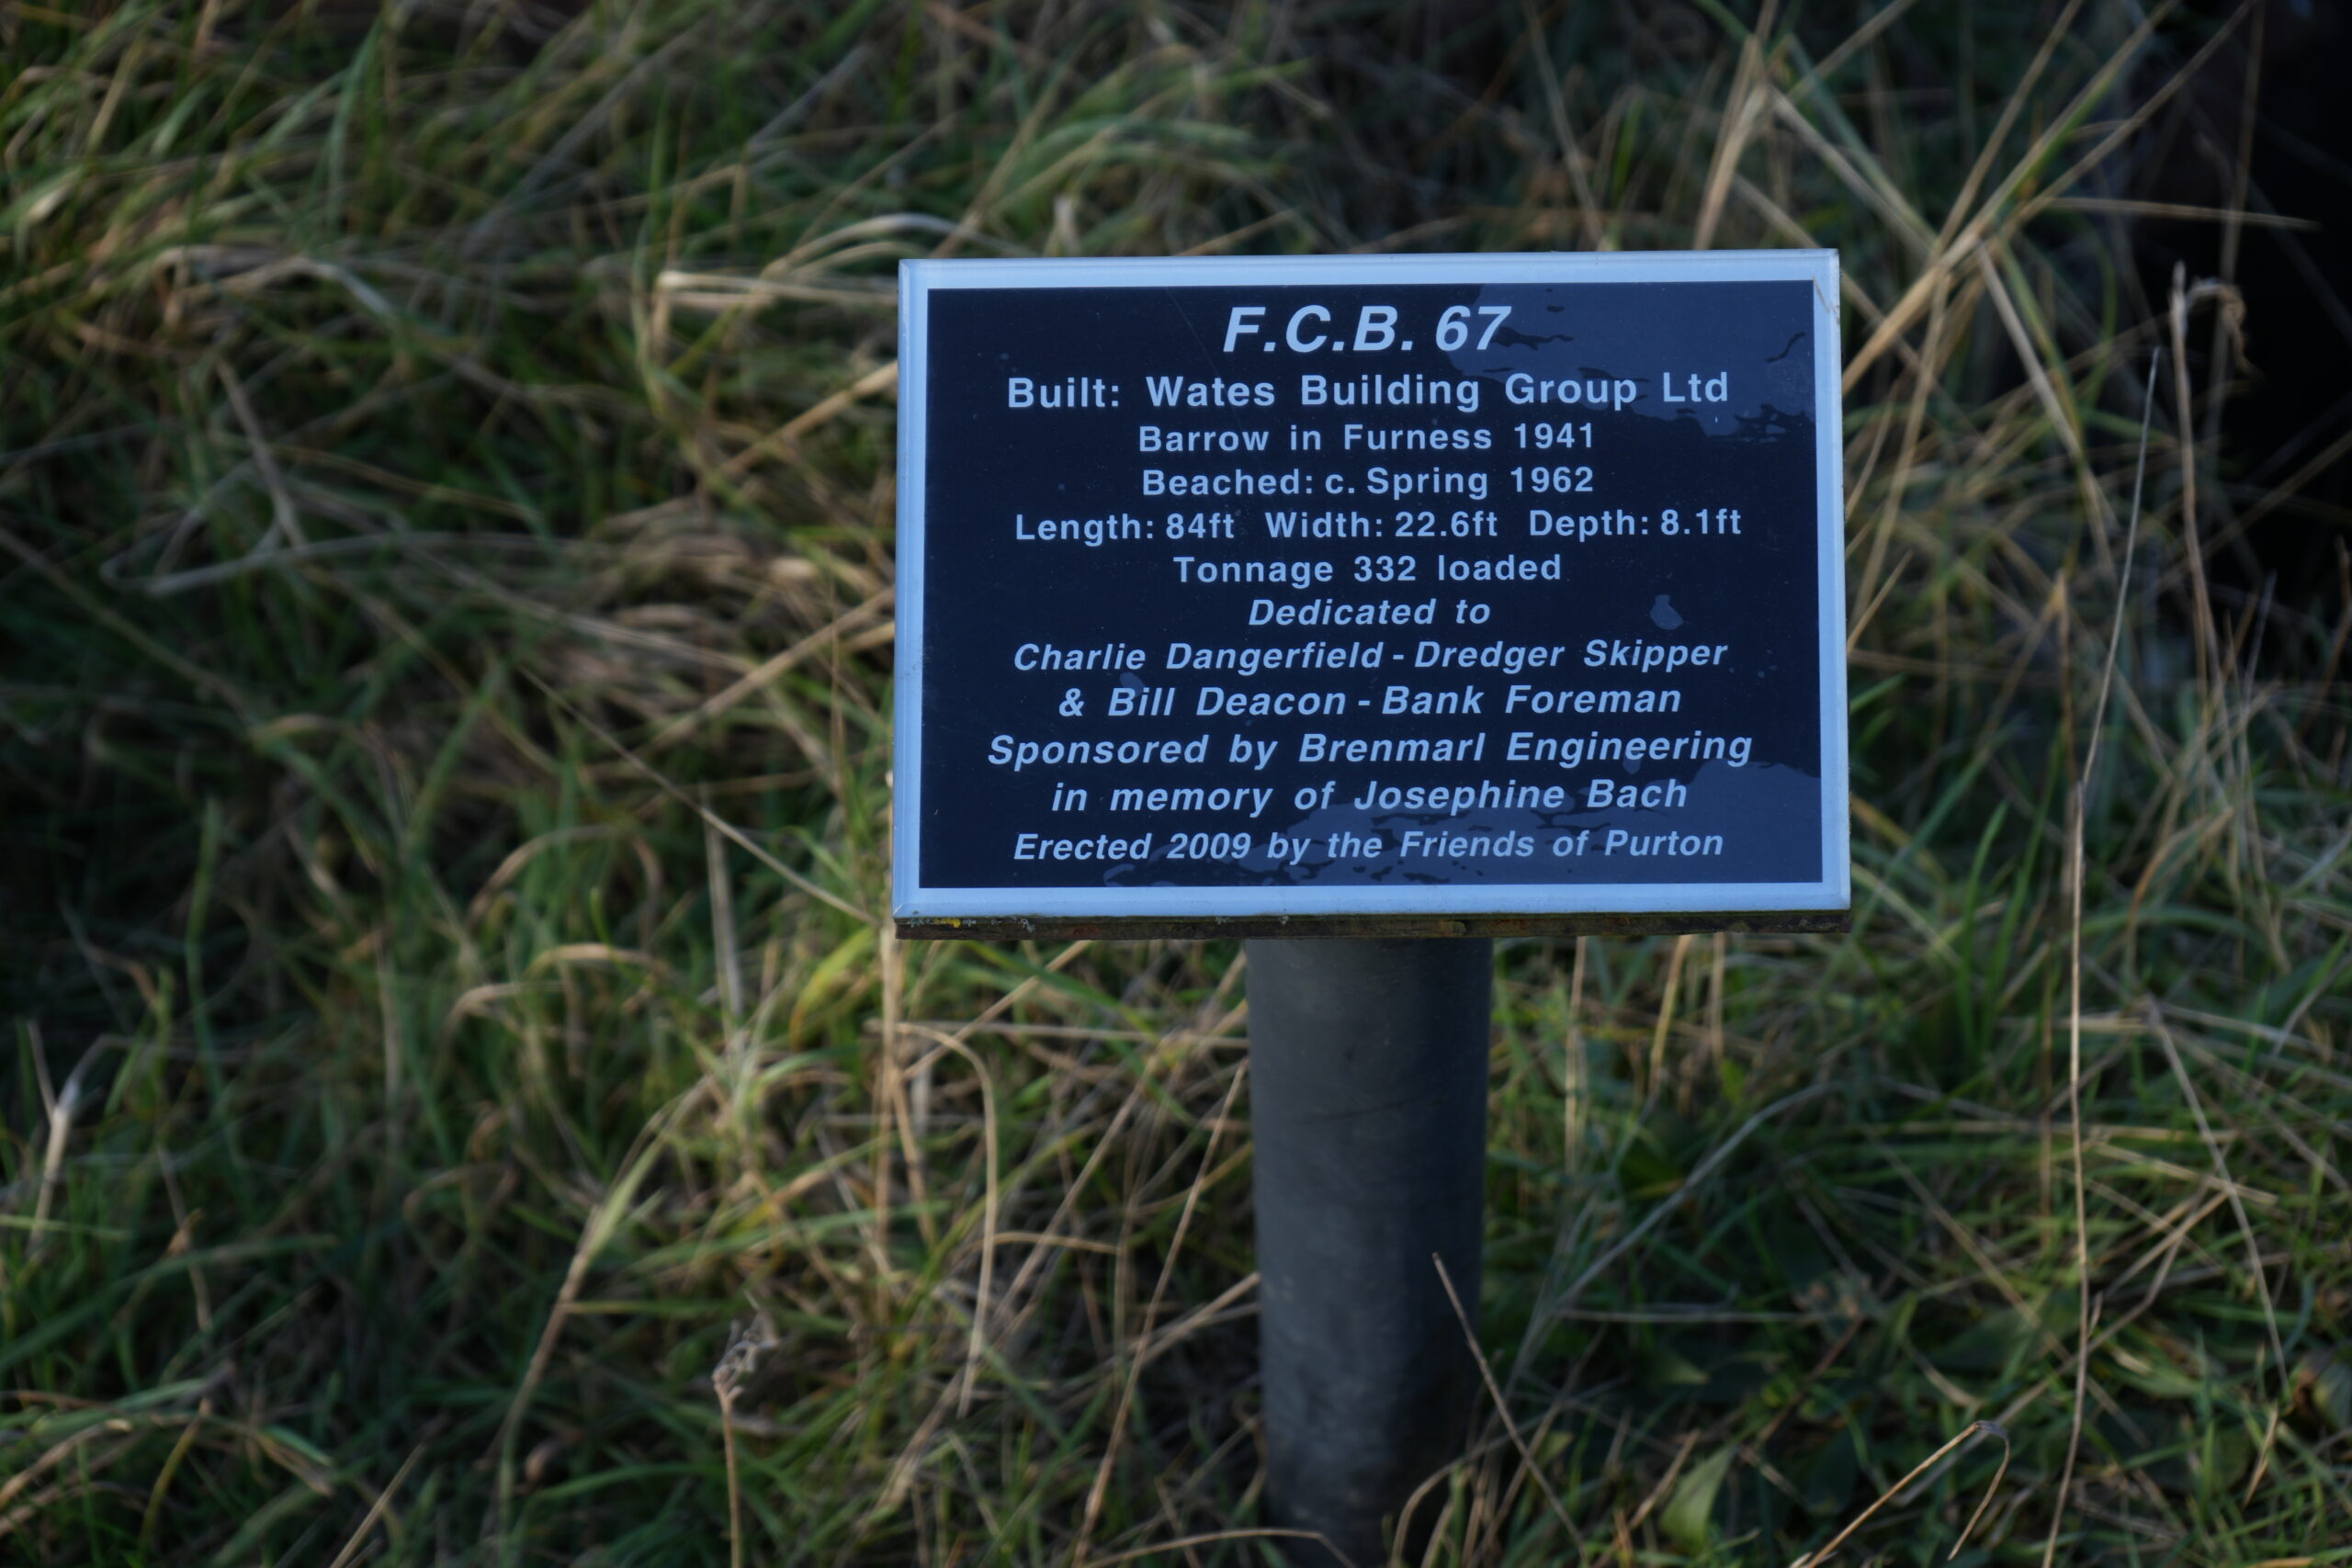 F.C.B. 67
Built: Wates Building Group Ltd
Barrow in Furness 1941
Beached: c. Spring 1962
Length: 84ft Width: 22.6ft Depth: 8.1ft
Tonnage 332 loaded
Dedicated to
Charlie Dangerfield - Dredger Skipper
& Bill Deacon - Bank Foreman
Sponsored by Brenmarl Engineering
in memory of Josephine Bach
Erected 2009 by the Friends of Purton